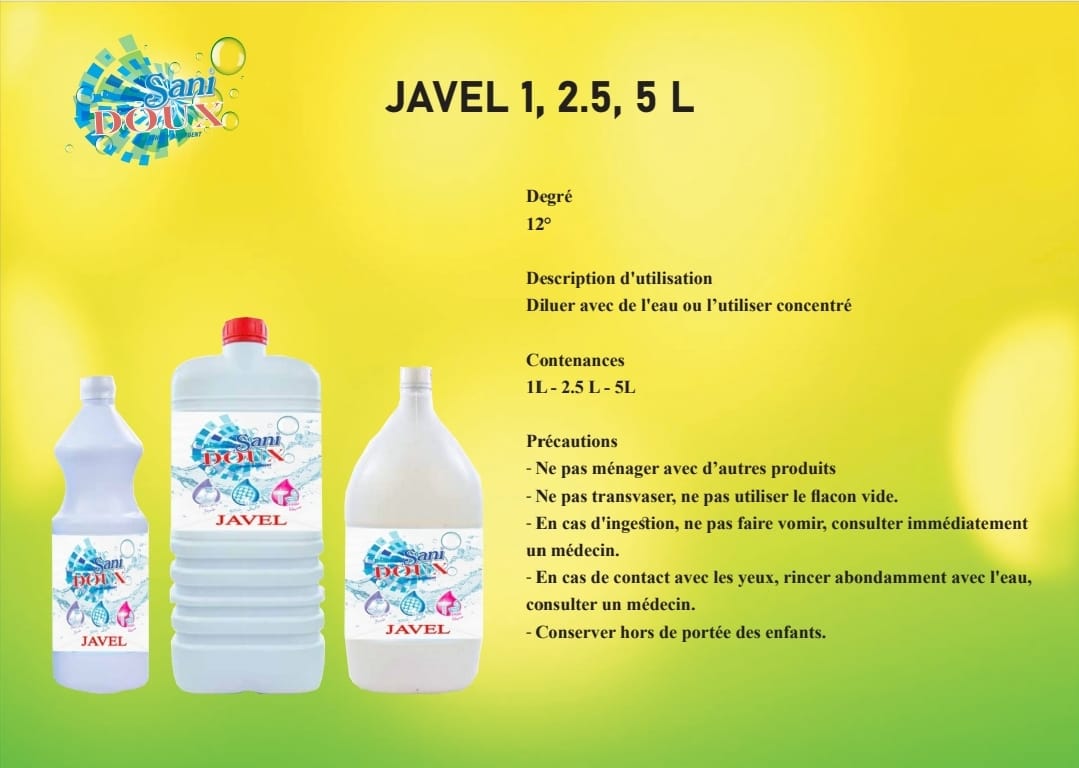 Sani
DOUX
JAVEL 1, 2.5, 5 L
Degré
12°
Description d'utilisation
Diluer avec de l'eau ou l’utiliser concentré
Contenances
1L - 2.5 L - 5L
Précautions
- Ne pas ménager avec d’autres produits
- Ne pas transvaser, ne pas utiliser le flacon vide.
- En cas d'ingestion, ne pas faire vomir, consulter immédiatement
un médecin.
- En cas de contact avec les yeux, rincer abondamment avec l'eau,
consulter un médecin.
- Conserver hors de portée des enfants.
Sani
DOUX
JAVEL
Sani
DOUX
JAVEL
Sani
DOUX
JAVEL